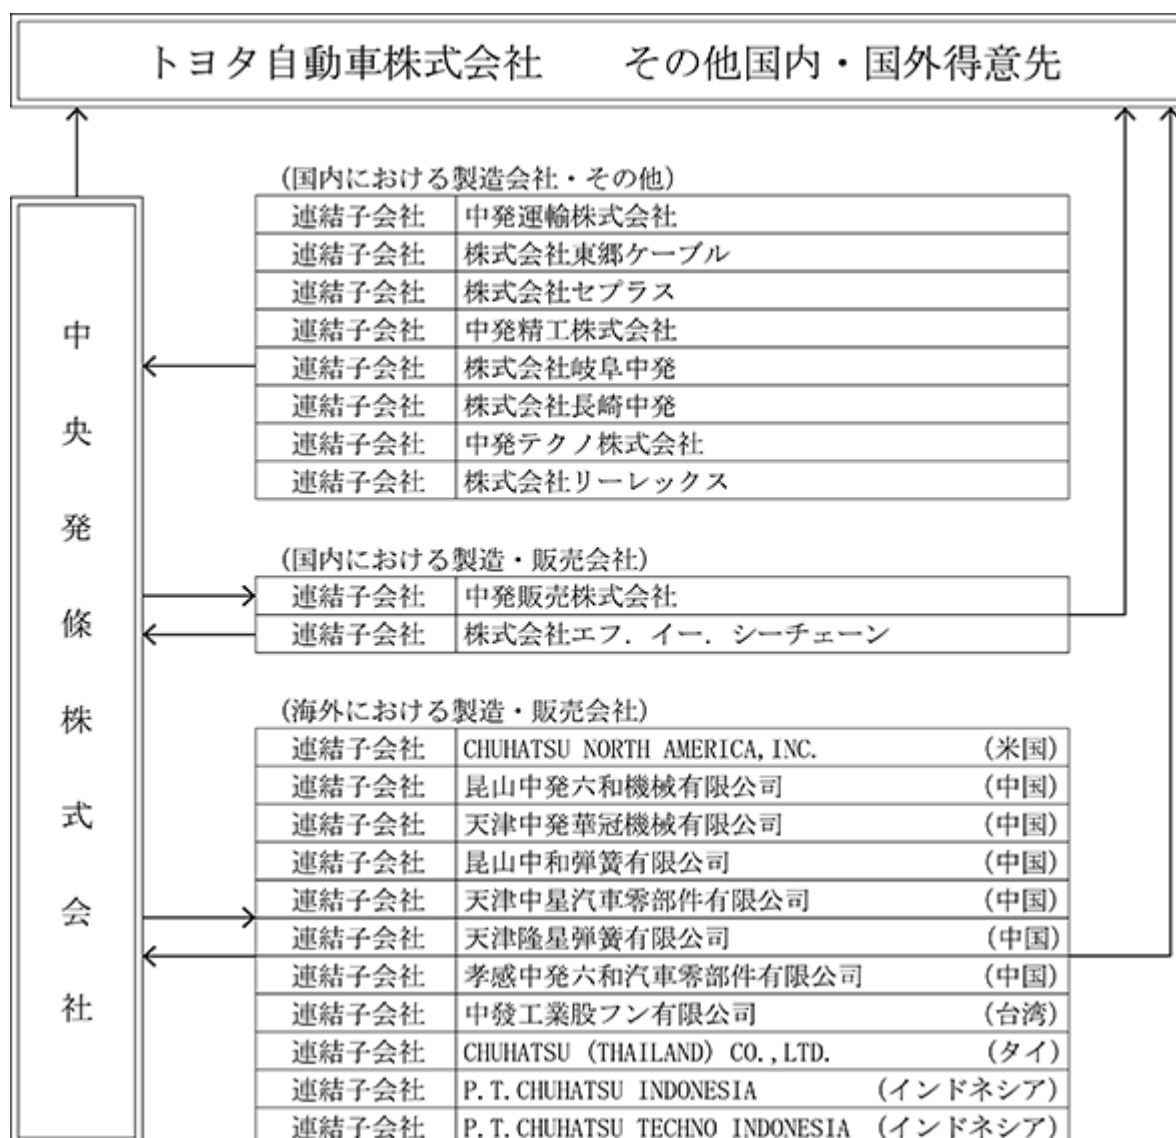 トヨタ自動車株式会社　　その他国内・国外得意先
中央発條株式会社
(国内における製造会社・その他)
連結子会社 中発運輸株式会社
連結子会社 株式会社東郷ケーブル
連結子会社 株式会社セプラス
連結子会社 中発精工株式会社
連結子会社 株式会社岐阜中発
連結子会社 株式会社長崎中発
連結子会社 中発テクノ株式会社
連結子会社 株式会社リーレックス
(国内における製造・販売会社)
連結子会社 中発販売株式会社
連結子会社 株式会社エフ．イー．シーチェーン
(海外における製造・販売会社)
連結子会社 CHUHATSU NORTH AMERICA,INC. (米国)
連結子会社 昆山中発六和機械有限公司 (中国)
連結子会社 天津中発華冠機械有限公司 (中国)
連結子会社 昆山中和弾簧有限公司 (中国)
連結子会社 天津中星汽車零部件有限公司 (中国)
連結子会社 天津隆星弾簧有限公司 (中国)
連結子会社 孝感中発六和汽車零部件有限公司 (中国)
連結子会社 中發工業股フン有限公司 (台湾)
連結子会社 CHUHATSU (THAILAND) CO.,LTD. (タイ)
連結子会社 P.T.CHUHATSU INDONESIA (インドネシア)
連結子会社 P.T.CHUHATSU TECHNO INDONESIA (インドネシア)